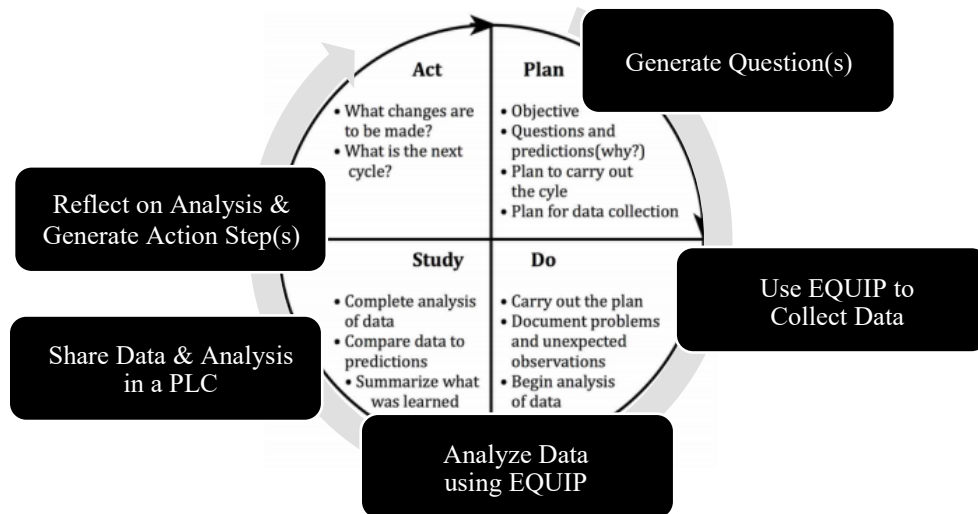 Generate Question(s)
Act
• What changes are
to be made?
• What is the next
cycle?
Plan
• Objective
• Questions and
predictions(why?)
• Plan to carry out
the cyle
• Plan for data collection
Reflect on Analysis &
Generate Action Step(s)
Use EQUIP to
Collect Data
Study
• Complete analysis
of data
• Compare data to
predictions
• Summarize what
was learned
Do
• Carry out the plan
• Document problems
and unexpected
observations
• Begin analysis
of data
Share Data & Analysis
in a PLC
Analyze Data
using EQUIP